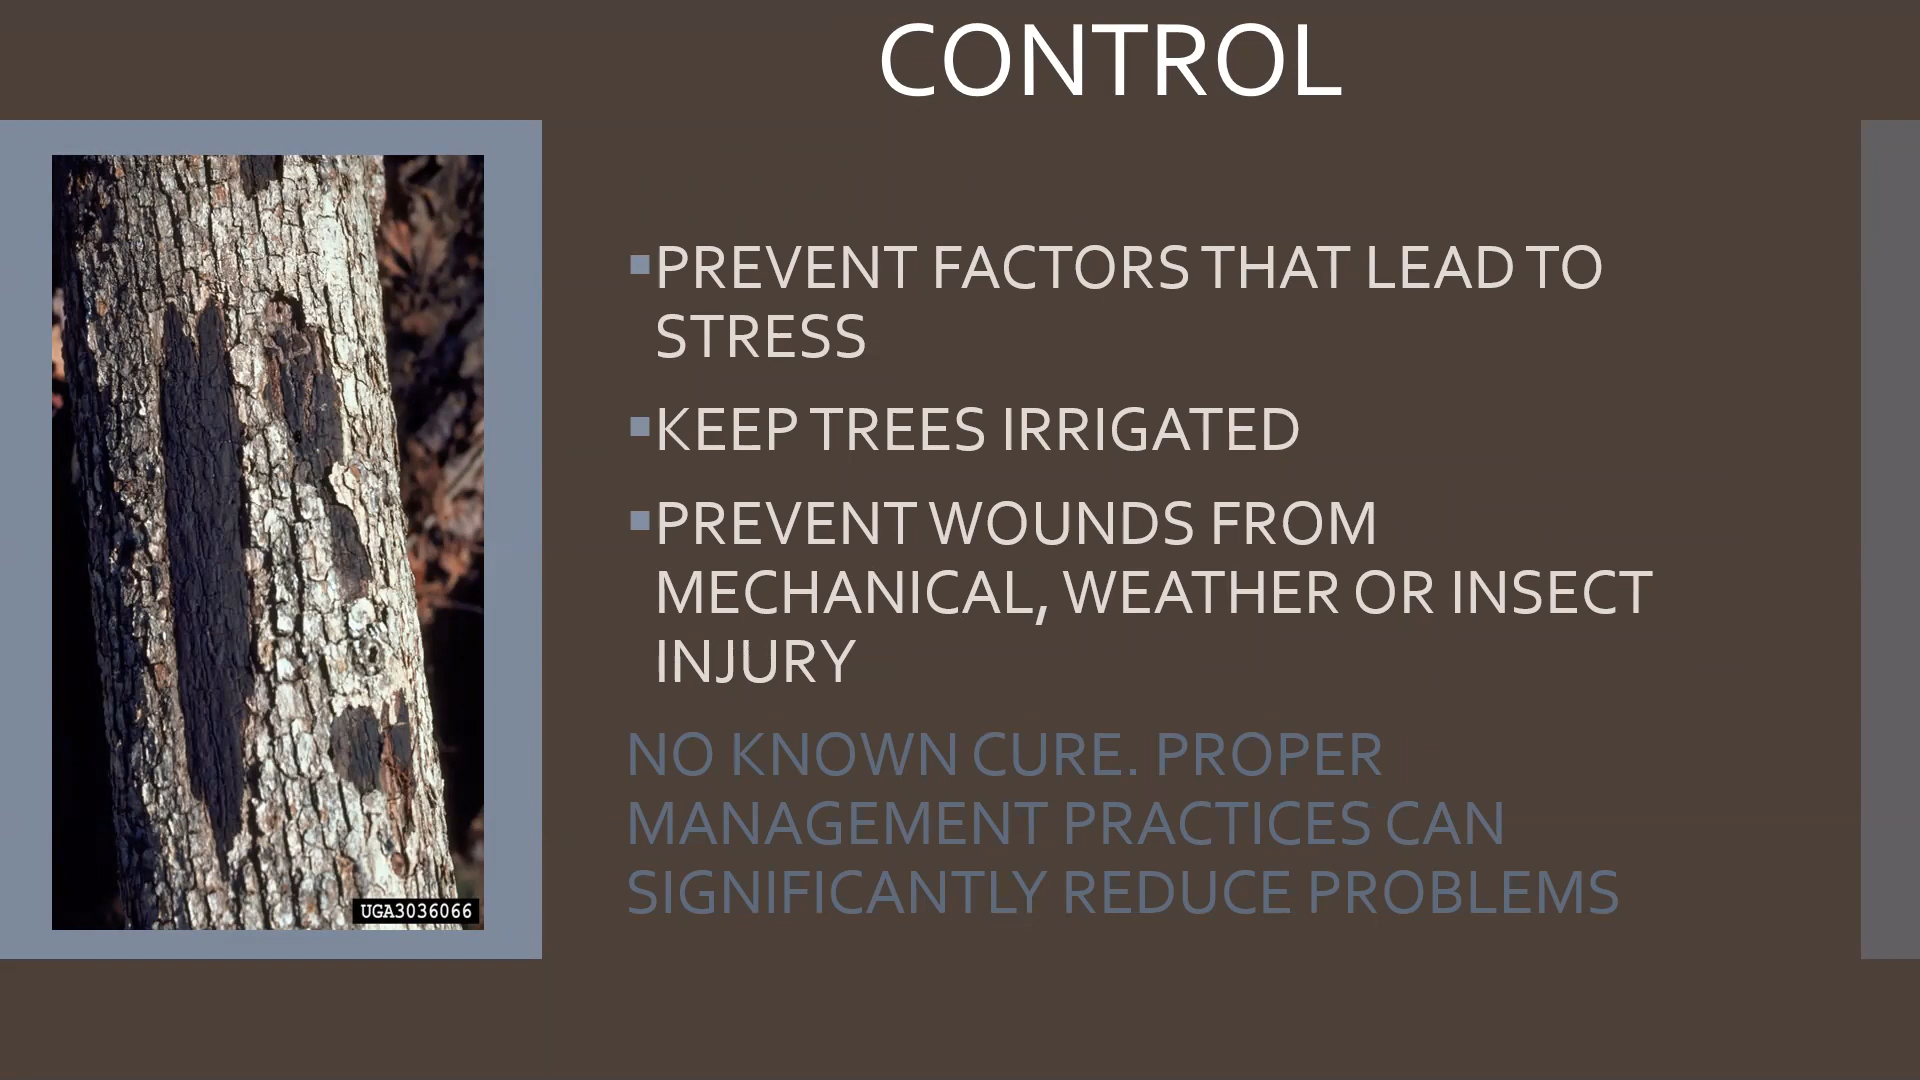 CONTROL
▪PREVENT FACTORS THAT LEAD TO
STRESS
▪KEEP TREES IRRIGATED
▪PREVENT WOUNDS FROM
MECHANICAL, WEATHER OR INSECT
INJURY
NO KNOWN CURE. PROPER
MANAGEMENT PRACTICES CAN
SIGNIFICANTLY REDUCE PROBLEMS
UGA3036066